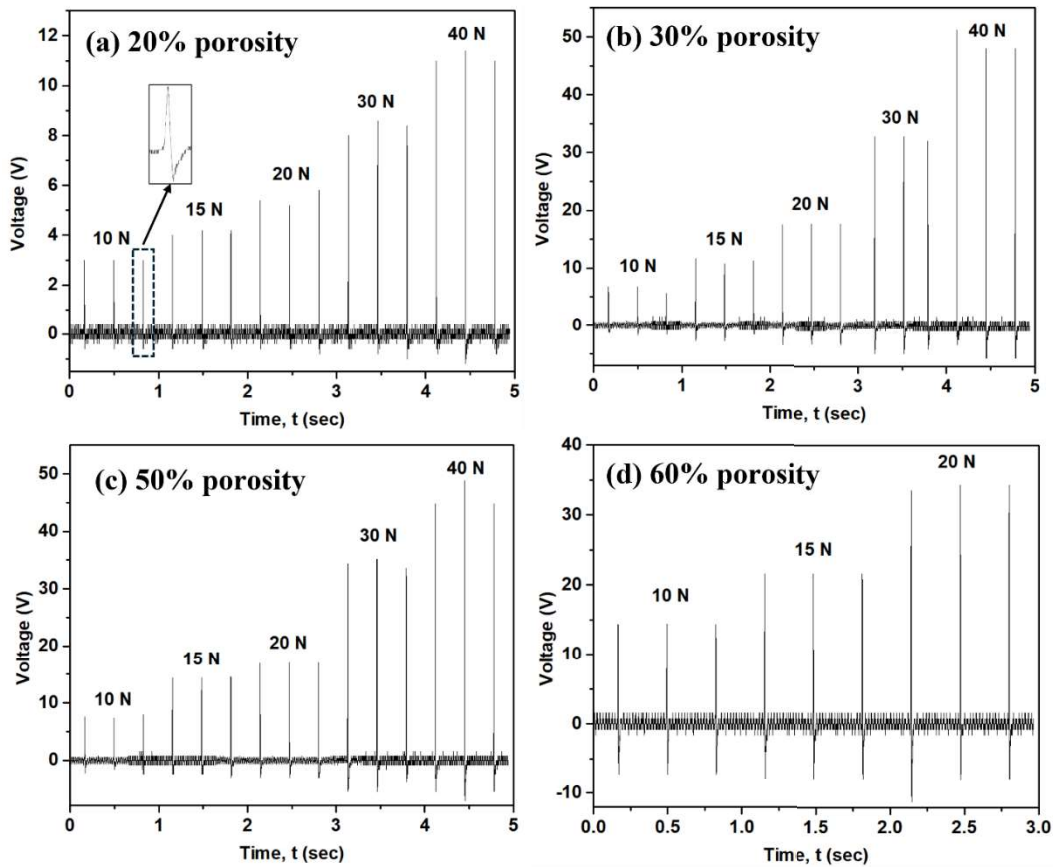 (a) 20% porosity
40 N
30 N
20 N
15 N
10 N
12
10
8
6
4
2
0
Voltage (V)
0 1 2 3 4 5
Time, t (sec)
(b) 30% porosity
40 N
30 N
20 N
15 N
10 N
50
40
30
20
10
0
Voltage (V)
0 1 2 3 4 5
Time, t (sec)
(c) 50% porosity
40 N
30 N
20 N
15 N
10 N
50
40
30
20
10
0
Voltage (V)
0 1 2 3 4 5
Time, t (sec)
(d) 60% porosity
20 N
15 N
10 N
40
30
20
10
0
-10
Voltage (V)
0.0 0.5 1.0 1.5 2.0 2.5 3.0
Time, t (sec)